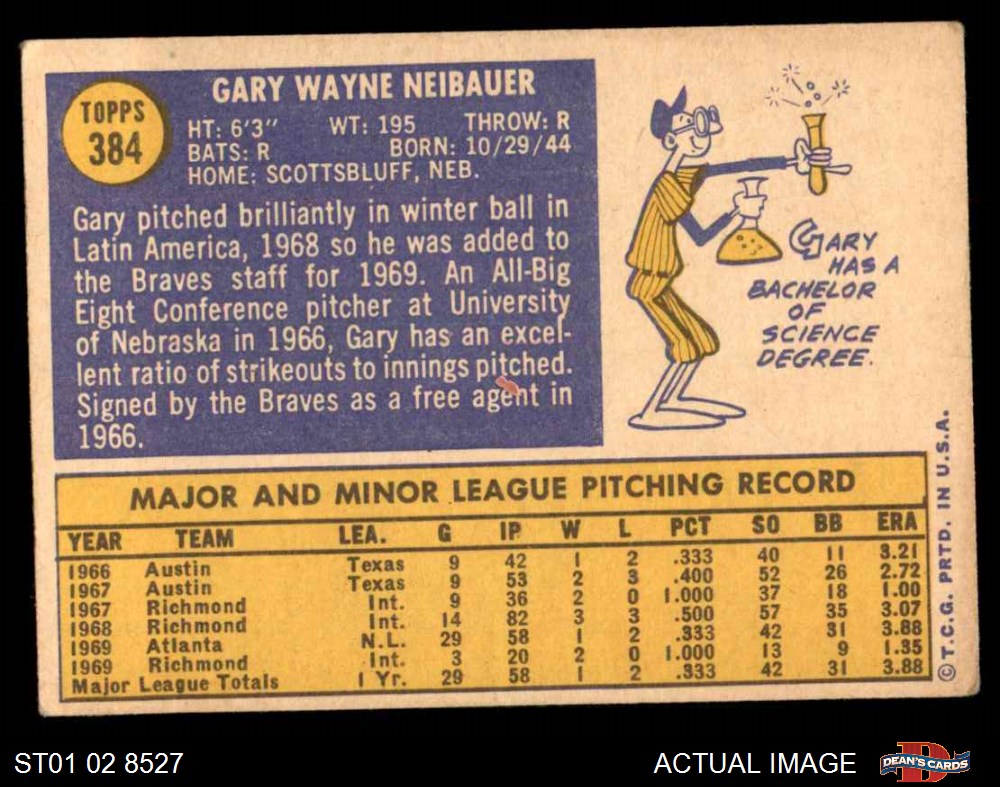 TOPPS
384
GARY WAYNE NEIBAUER
HT: 6'3" WT: 195 THROW: R
BATS: R BORN: 10/29/44
HOME: SCOTTSBLUFF, NEB.
Gary pitched brilliantly in winter ball in
Latin America, 1968 so he was added to
the Braves staff for 1969. An All-Big
Eight Conference pitcher at University
of Nebraska in 1966, Gary has an excel-
lent ratio of strikeouts to innings pitched.
Signed by the Braves as a free agent in
1966.
GARY
HAS A
BACHELOR
OF
SCIENCE
DEGREE.
MAJOR AND MINOR LEAGUE PITCHING RECORD
YEAR TEAM LEA. G IP W L PCT SO BB ERA
1966 Austin Texas 9 42 1 2 .333 40 11 3.21
1967 Austin Texas 9 53 2 3 .400 52 26 2.72
1967 Richmond Int. 9 36 2 0 1.000 37 18 1.00
1968 Richmond Int. 14 82 3 3 .500 57 35 3.07
1969 Atlanta N.L. 29 58 1 2 .333 42 31 3.88
1969 Richmond Int. 3 20 2 0 1.000 13 9 1.35
Major League Totals 1 Yr. 29 58 1 2 .333 42 31 3.88
© T.C.G. PRTD. IN U.S.A.
ST01 02 8527
ACTUAL IMAGE
D
DEAN'S CARDS